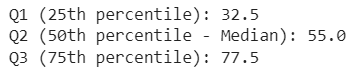 Q1 (25th percentile): 32.5
Q2 (50th percentile - Median): 55.0
Q3 (75th percentile): 77.5